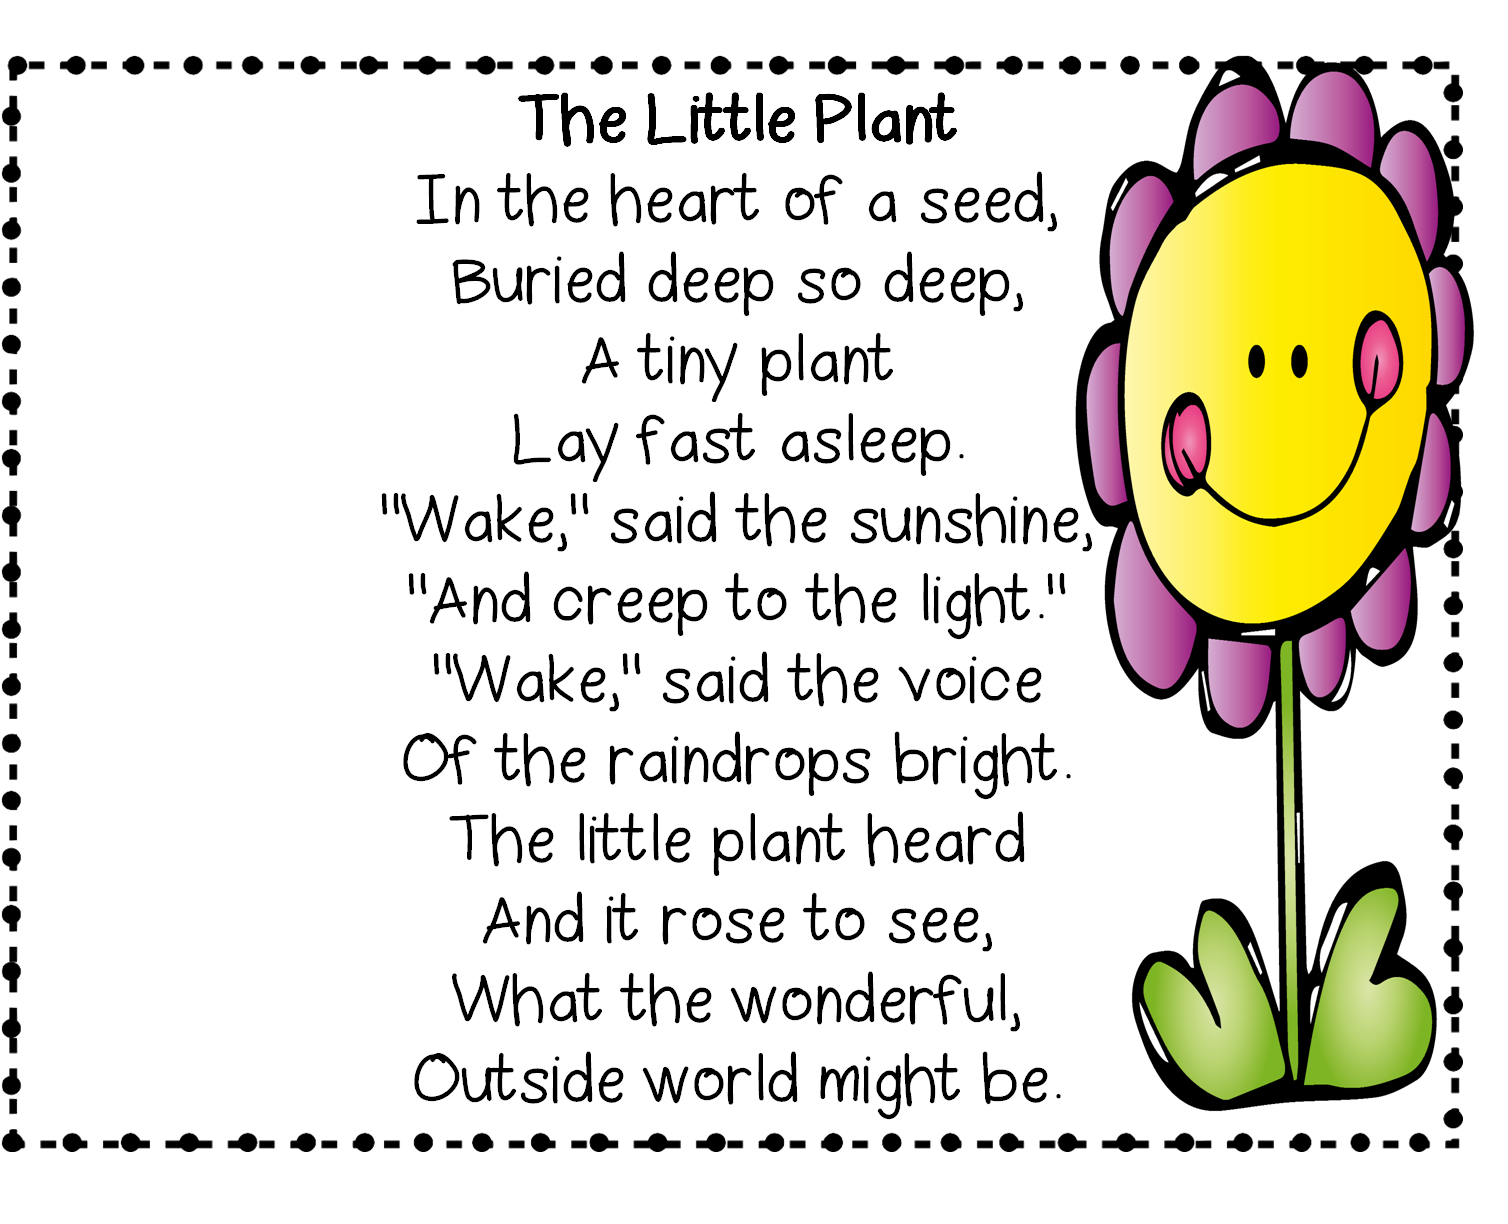 The Little Plant
In the heart of a seed,
Buried deep so deep,
A tiny plant
Lay fast asleep.
"Wake," said the sunshine,
"And creep to the light."
"Wake," said the voice
Of the raindrops bright.
The little plant heard
And it rose to see,
What the wonderful,
Outside world might be.